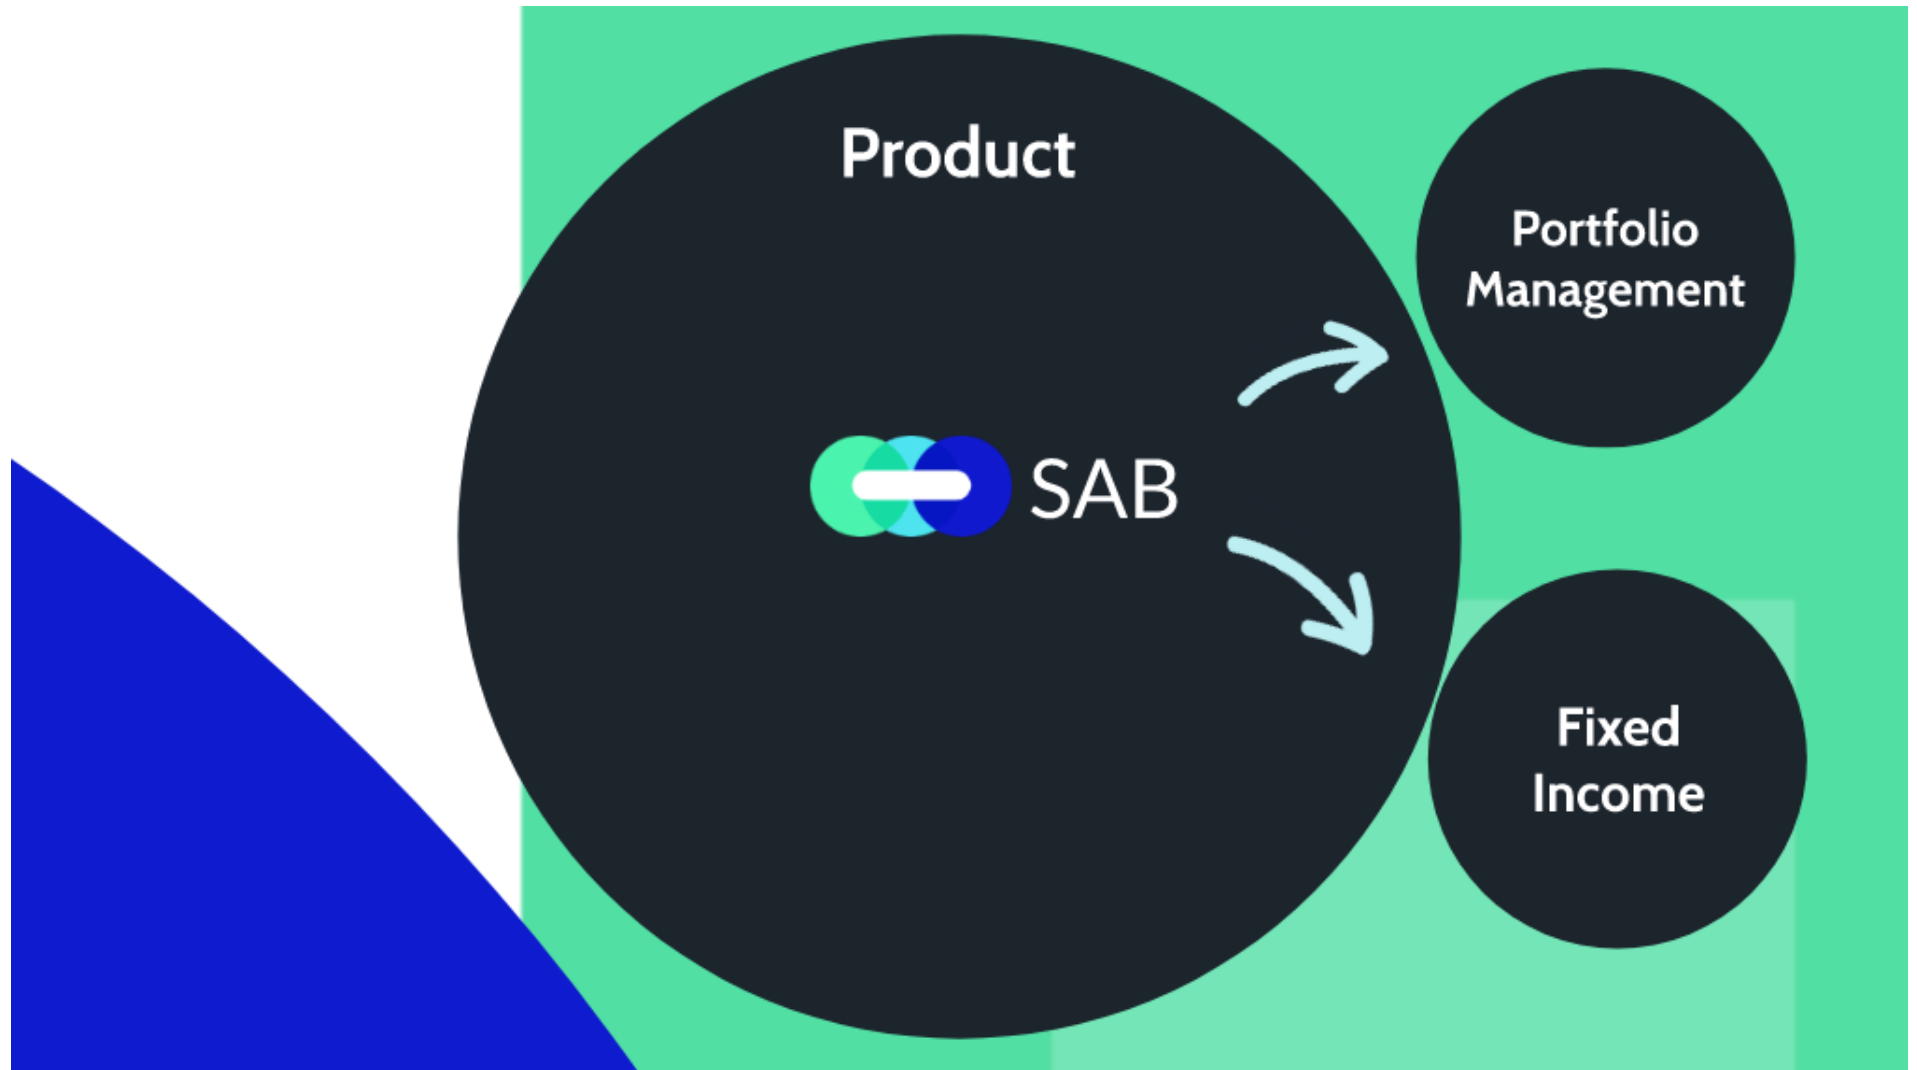 Product
SAB
Portfolio
Management
Fixed
Income